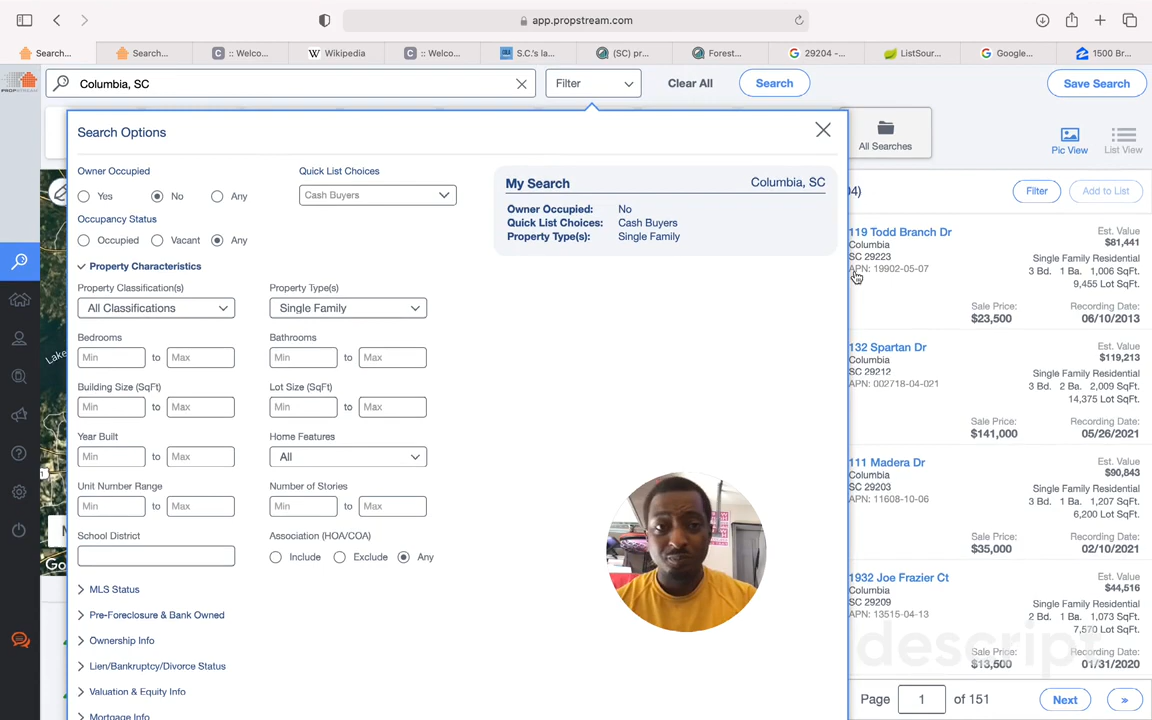 app.propstream.com
Search...
Search...
:: Welco...
Wikipedia
:: Welco...
S.C.'s la...
(SC) pr...
Forest...
29204 -...
ListSour...
Google...
1500 Br...
PROPSTREAM
Columbia, SC
Filter
Clear All
Search
Save Search
All Searches
Pic View
List View
Search Options
Owner Occupied
Yes
No
Any
Quick List Choices
Cash Buyers
Occupancy Status
Occupied
Vacant
Any
Property Characteristics
Property Classification(s)
All Classifications
Property Type(s)
Single Family
Bedrooms
Min to Max
Bathrooms
Min to Max
Building Size (SqFt)
Min to Max
Lot Size (SqFt)
Min to Max
Year Built
Min to Max
Home Features
All
Unit Number Range
Min to Max
Number of Stories
Min to Max
School District
Association (HOA/COA)
Include
Exclude
Any
MLS Status
Pre-Foreclosure & Bank Owned
Ownership Info
Lien/Bankruptcy/Divorce Status
Valuation & Equity Info
Mortgage Info
My Search
Columbia, SC
Owner Occupied: No
Quick List Choices: Cash Buyers
Property Type(s): Single Family
Filter
Add to List
119 Todd Branch Dr
Columbia
SC 29223
APN: 19902-05-07
Est. Value
$81,441
Single Family Residential
3 Bd. 1 Ba. 1,006 SqFt.
9,455 Lot SqFt.
Sale Price:
$23,500
Recording Date:
06/10/2013
132 Spartan Dr
Columbia
SC 29212
APN: 002718-04-021
Est. Value
$119,213
Single Family Residential
3 Bd. 2 Ba. 2,009 SqFt.
14,375 Lot SqFt.
Sale Price:
$141,000
Recording Date:
05/26/2021
111 Madera Dr
Columbia
SC 29203
APN: 11608-10-06
Est. Value
$90,843
Single Family Residential
3 Bd. 1 Ba. 1,207 SqFt.
6,200 Lot SqFt.
Sale Price:
$35,000
Recording Date:
02/10/2021
1932 Joe Frazier Ct
Columbia
SC 29209
APN: 13515-04-13
Est. Value
$44,516
Single Family Residential
2 Bd. 1 Ba. 1,073 SqFt.
7,570 Lot SqFt.
Sale Price:
$13,500
Recording Date:
01/31/2020
descript
Page 1 of 151
Next
»
Lake